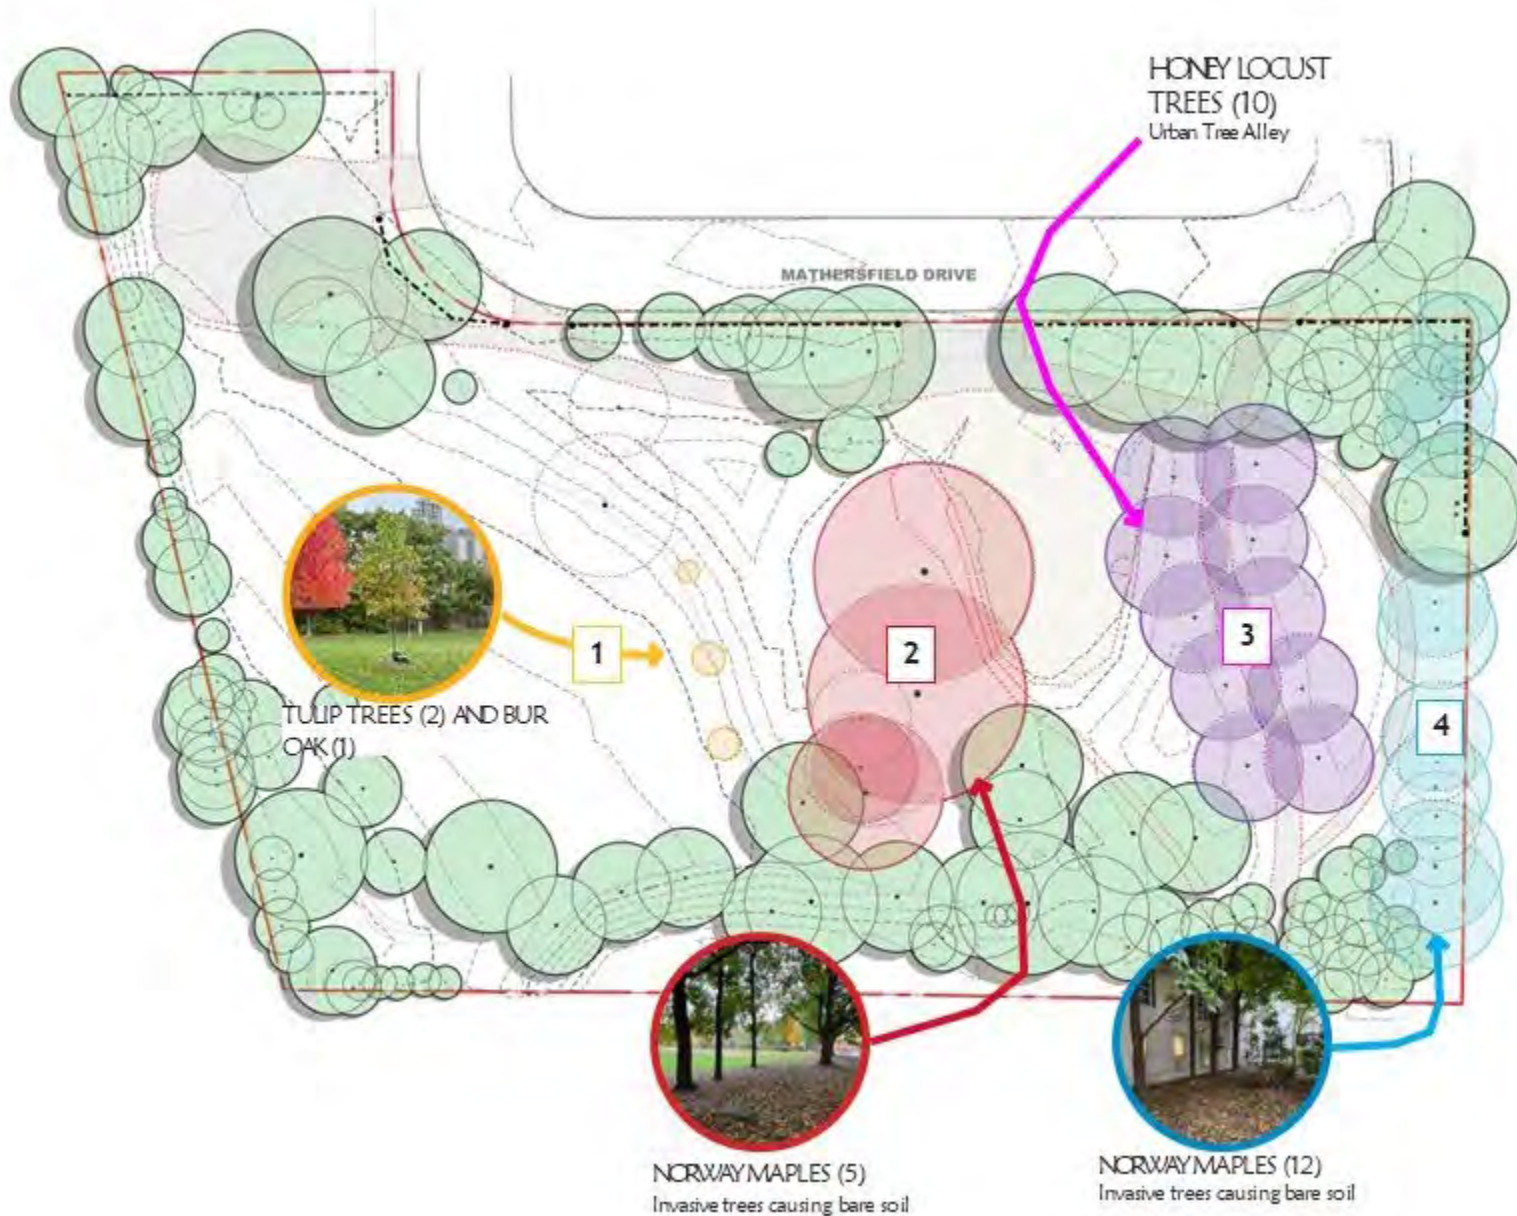 HONEY LOCUST
TREES (10)
Urban Tree Alley
MATHERSFIELD DRIVE
1
2
3
4
TULIP TREES (2) AND BUR
OAK (1)
NORWAY MAPLES (5)
Invasive trees causing bare soil
NORWAY MAPLES (12)
Invasive trees causing bare soil